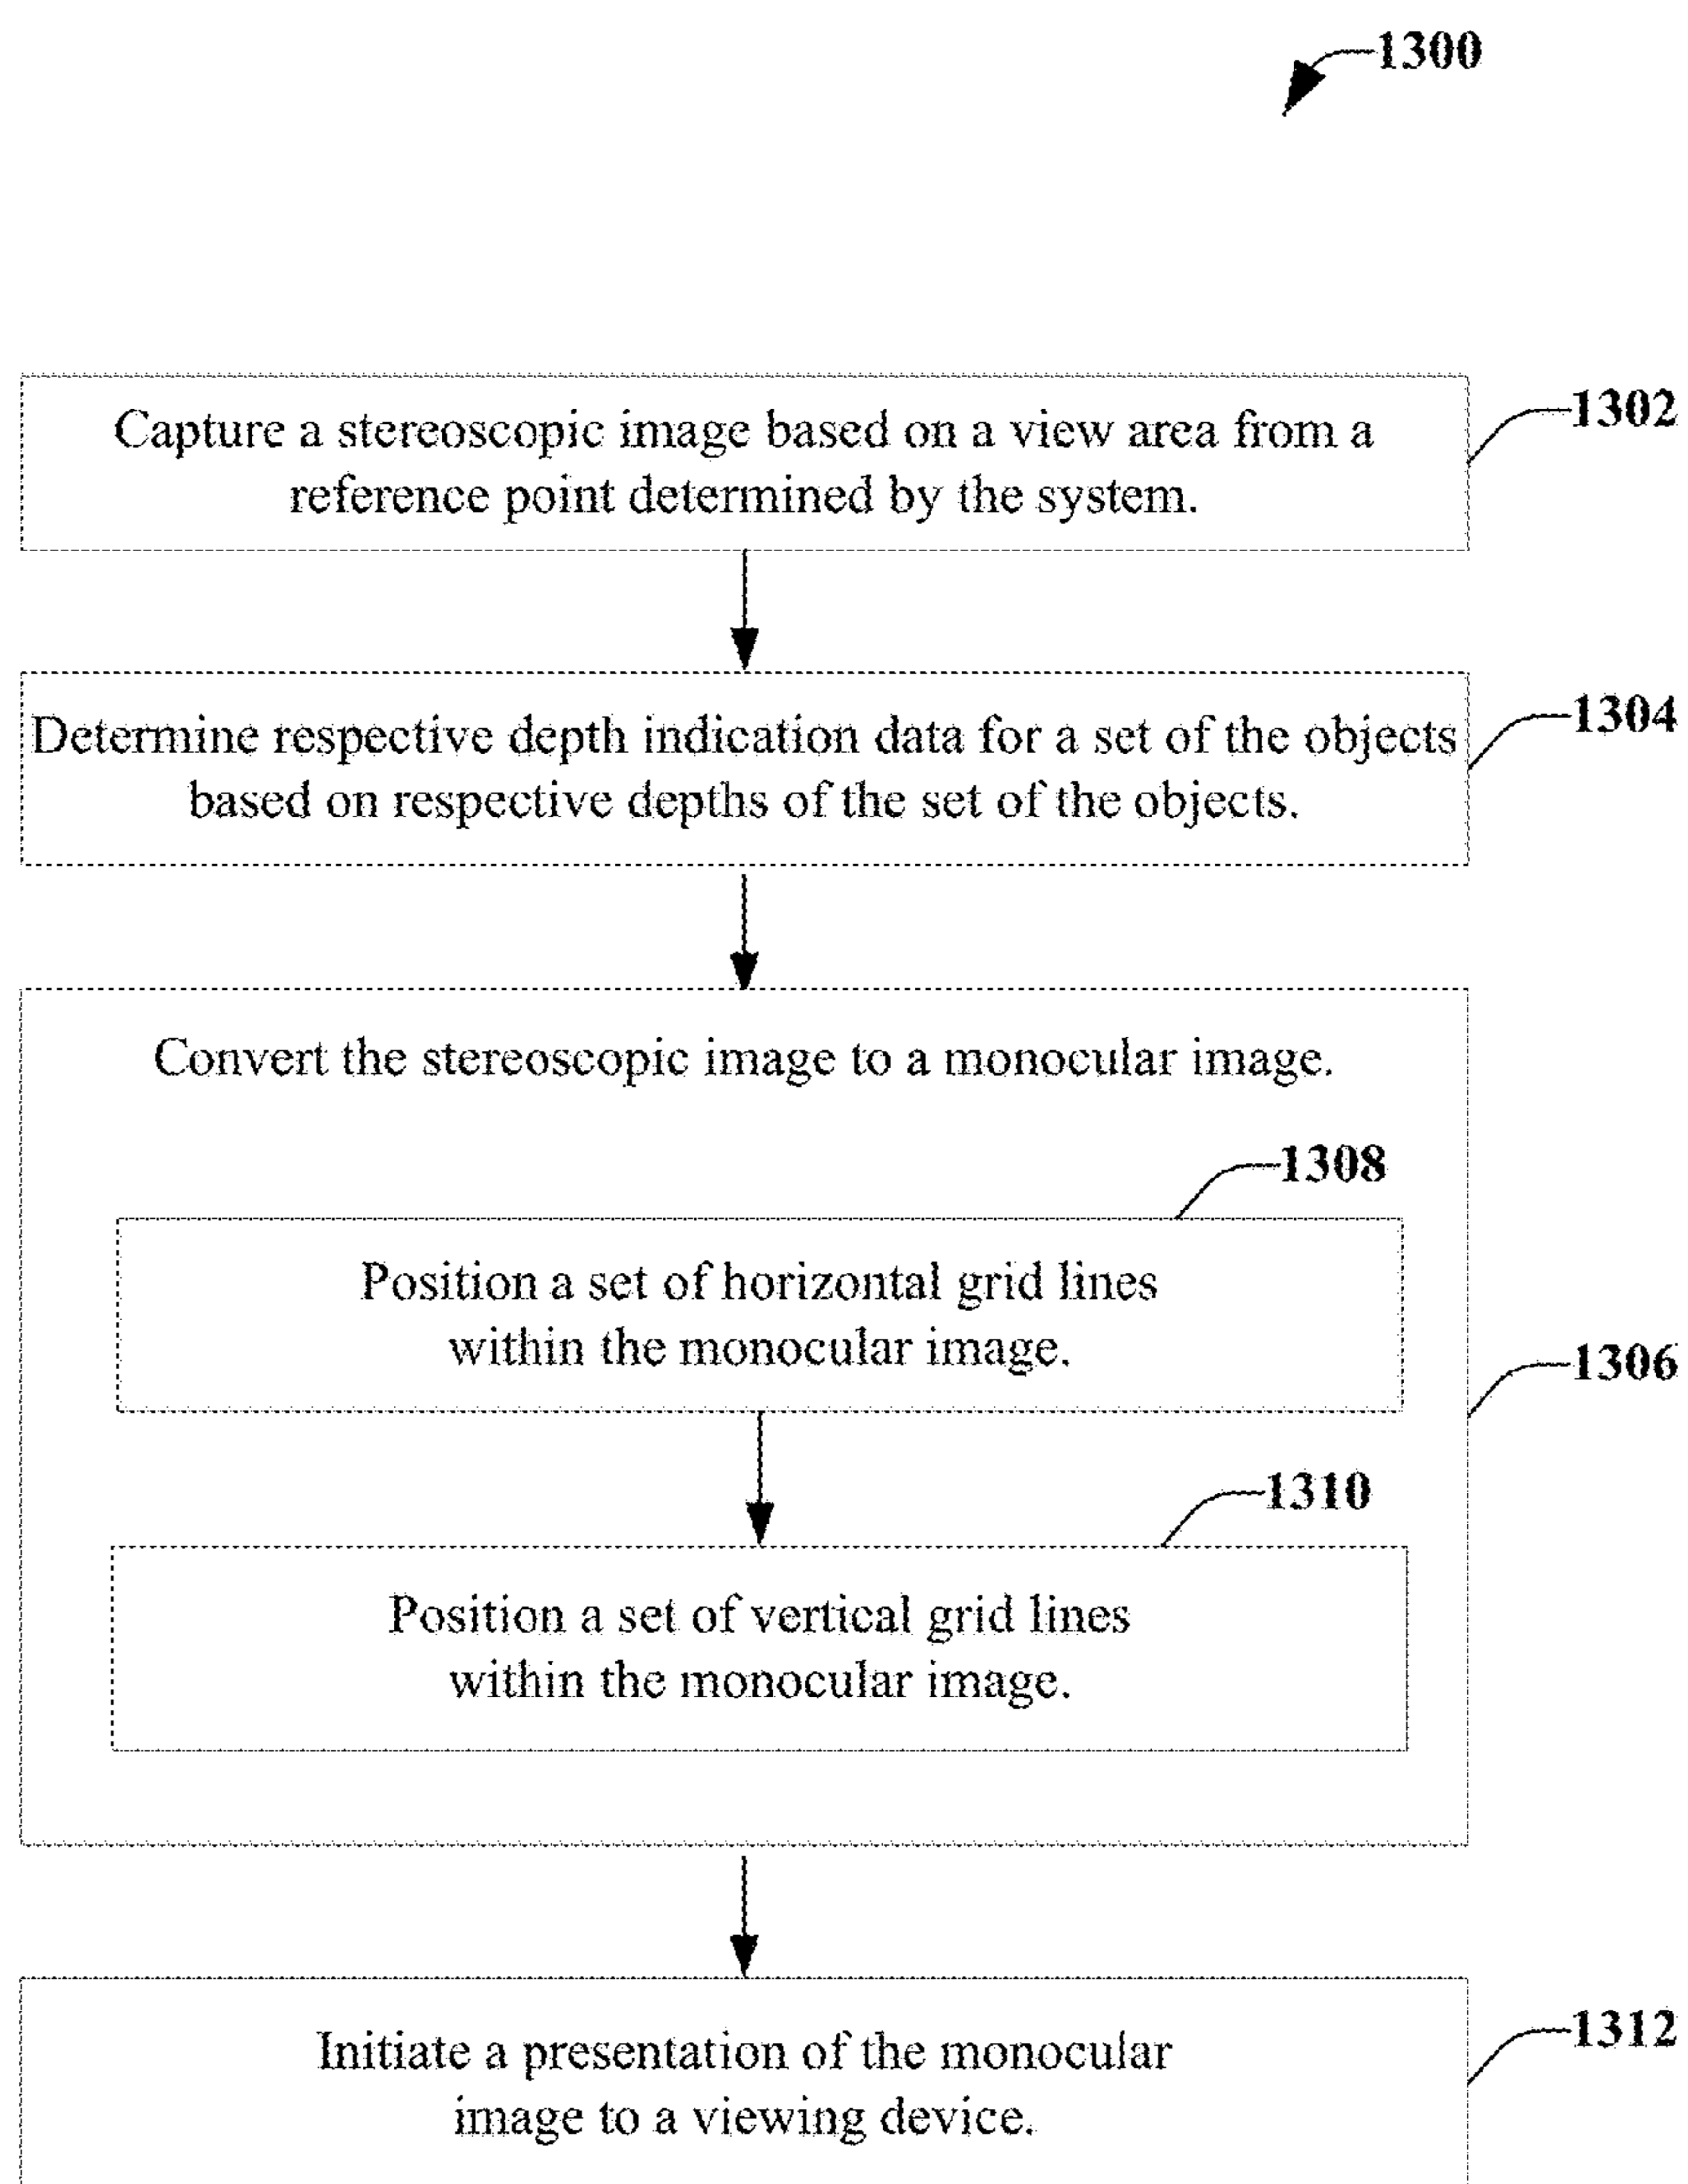 1300
Capture a stereoscopic image based on a view area from a
reference point determined by the system.
1302
Determine respective depth indication data for a set of the objects
based on respective depths of the set of the objects.
1304
Convert the stereoscopic image to a monocular image.
1308
Position a set of horizontal grid lines
within the monocular image.
1306
1310
Position a set of vertical grid lines
within the monocular image.
Initiate a presentation of the monocular
image to a viewing device.
1312